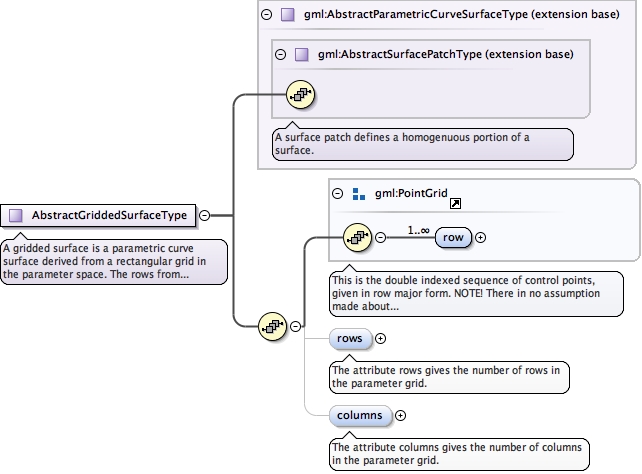 gml:AbstractParametricCurveSurfaceType (extension base)
gml:AbstractSurfacePatchType (extension base)
A surface patch defines a homogenuous portion of a
surface.
AbstractGriddedSurfaceType
A gridded surface is a parametric curve
surface derived from a rectangular grid in
the parameter space. The rows from...
gml:PointGrid
1..∞
row
This is the double indexed sequence of control points,
given in row major form. NOTE! There in no assumption
made about...
rows
The attribute rows gives the number of rows in
the parameter grid.
columns
The attribute columns gives the number of columns
in the parameter grid.